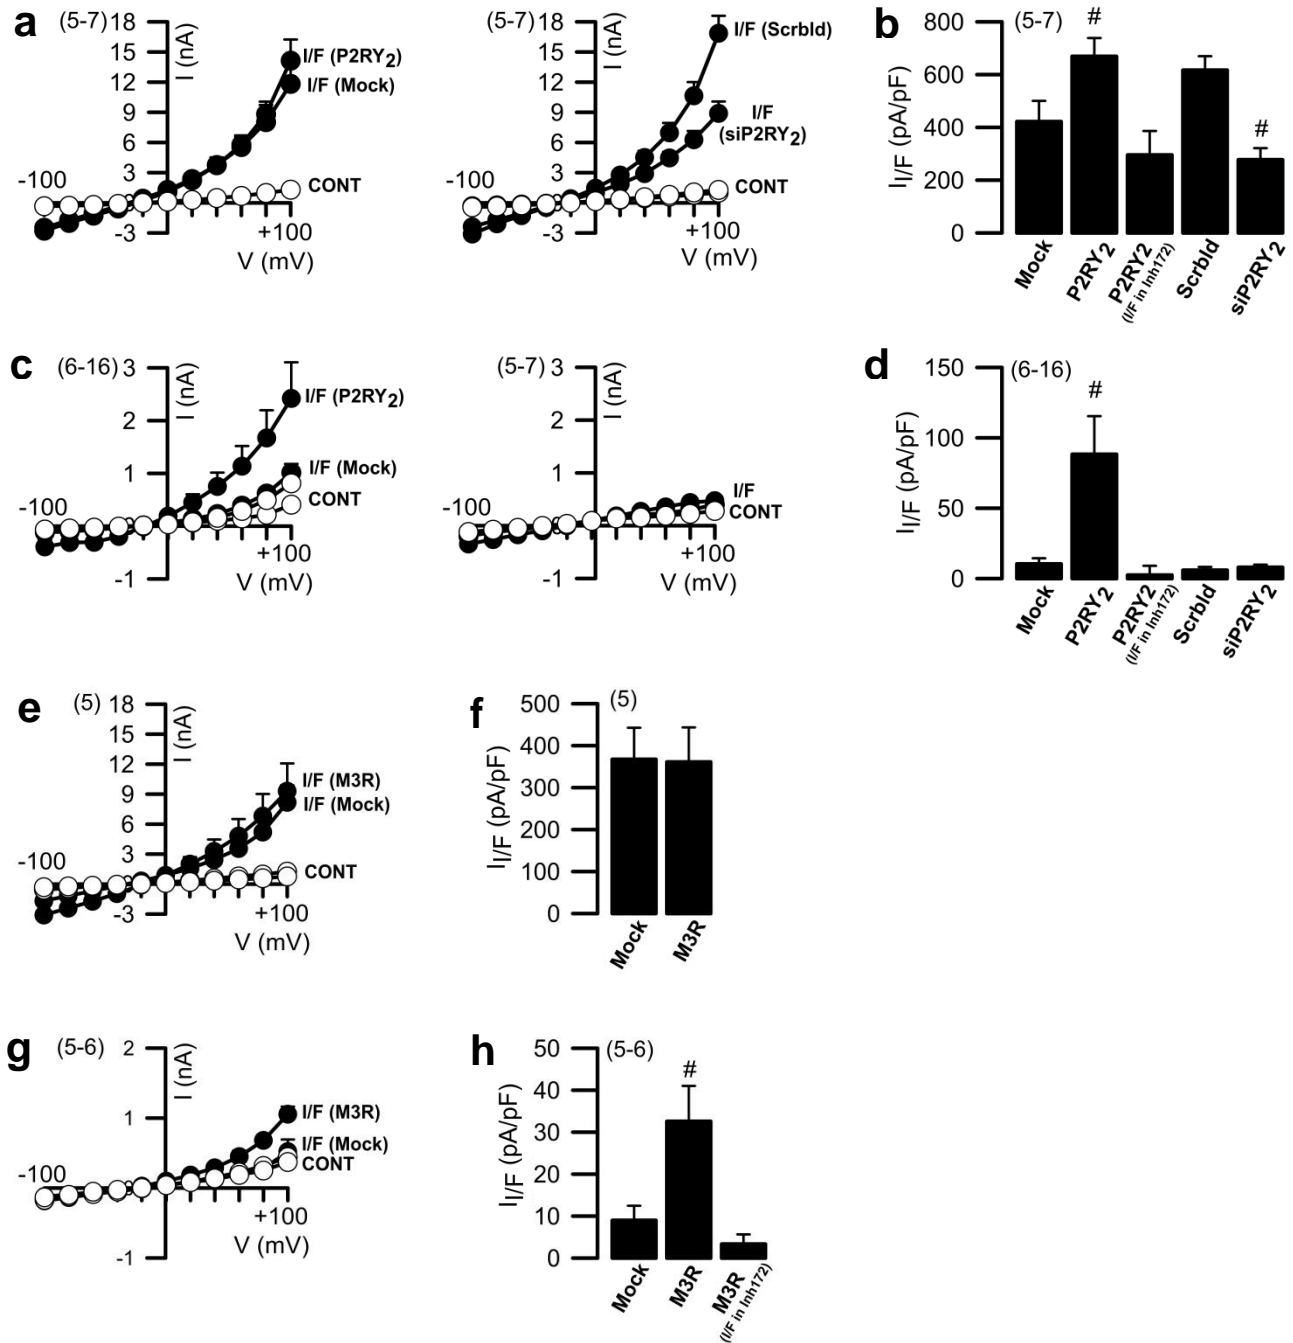 a
(5-7)
18
15
12
9
6
3
-3
I (nA)
I/F (P2RY2)
I/F (Mock)
CONT
-100
+100
V (mV)
(5-7)
18
15
12
9
6
3
-3
I (nA)
I/F (Scrbld)
I/F
(siP2RY2)
CONT
-100
+100
V (mV)
b
(5-7)
800
600
400
200
0
II/F (pA/pF)
#
#
Mock
P2RY2
P2RY2
(I/F in Inh172)
Scrbld
siP2RY2
c
(6-16)
3
2
1
-1
I (nA)
I/F (P2RY2)
I/F (Mock)
CONT
-100
+100
V (mV)
(5-7)
3
2
1
-1
I (nA)
I/F
CONT
-100
+100
V (mV)
d
(6-16)
150
100
50
0
II/F (pA/pF)
#
Mock
P2RY2
P2RY2
(I/F in Inh172)
Scrbld
siP2RY2
e
(5)
18
15
12
9
6
3
-3
I (nA)
I/F (M3R)
I/F (Mock)
CONT
-100
+100
V (mV)
f
(5)
500
400
300
200
100
0
II/F (pA/pF)
Mock
M3R
g
(5-6)
2
1
-1
I (nA)
I/F (M3R)
I/F (Mock)
CONT
-100
+100
V (mV)
h
(5-6)
50
40
30
20
10
0
II/F (pA/pF)
#
Mock
M3R
M3R
(I/F in Inh172)